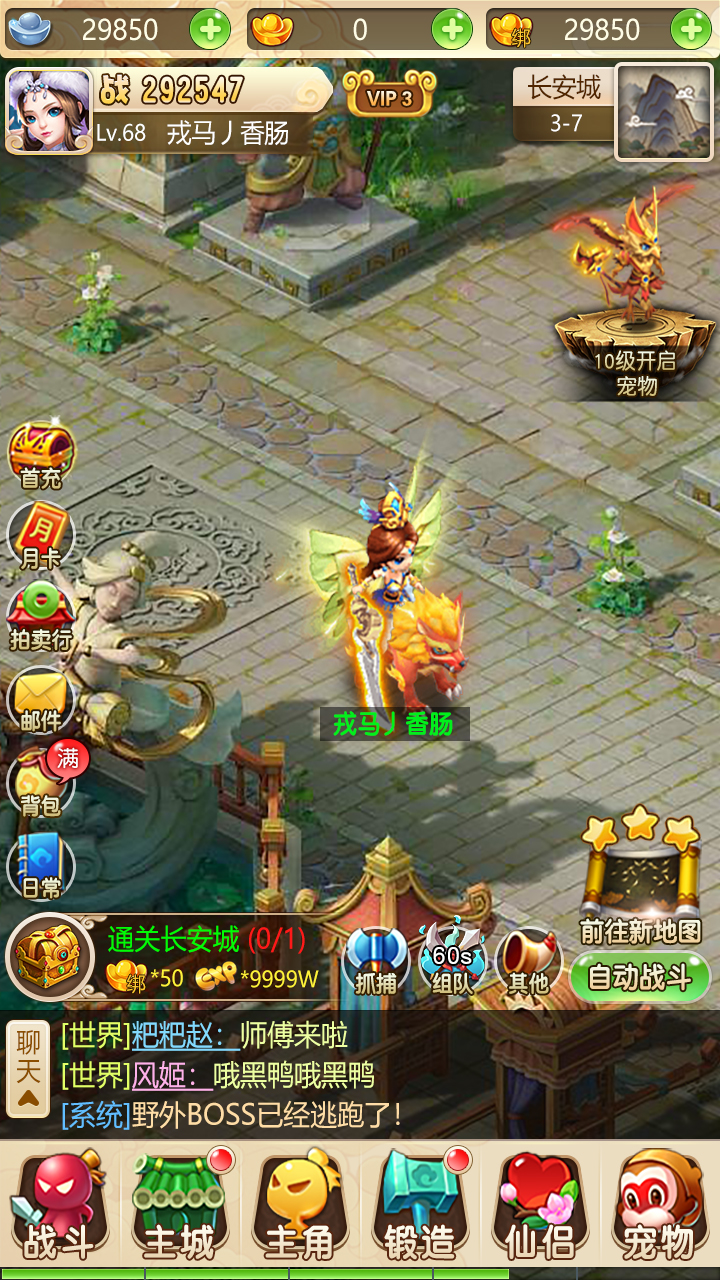 29850
0
绑
29850
战 292547
VIP 3
长安城
Lv.68 戎马丿香肠
3-7
10级开启
宠物
首充
月
月卡
拍卖行
戎马丿香肠
邮件
满
背包
日常
前往新地图
通关长安城 (0/1)
绑*50 EXP*9999W
抓捕
60s
组队
其他
自动战斗
聊天
[世界]粑粑赵：师傅来啦
[世界]风姬：哦黑鸭哦黑鸭
[系统]野外BOSS已经逃跑了！
战斗
主城
主角
锻造
仙侣
宠物